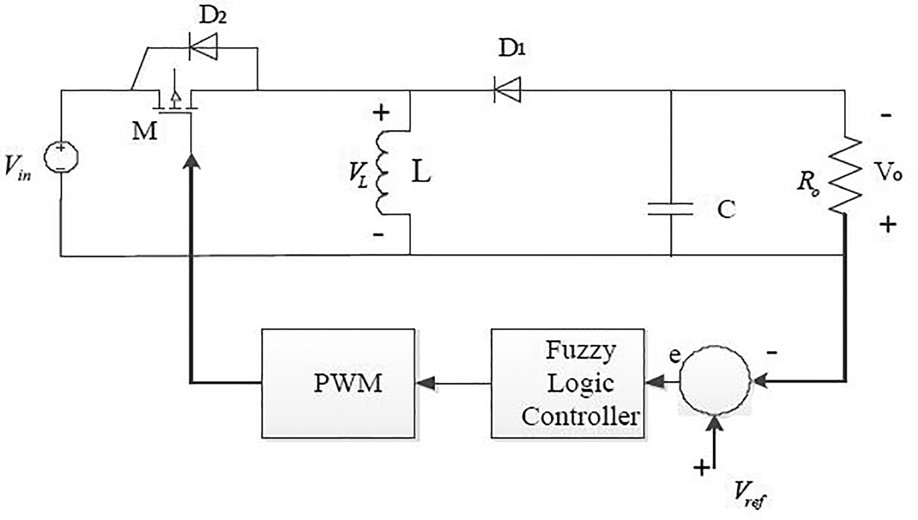 D2
D1
M
+
-
Vin
+
-
VL
L
+
-
C
Ro
Vo
-
+
PWM
Fuzzy
Logic
Controller
e
-
+
Vref